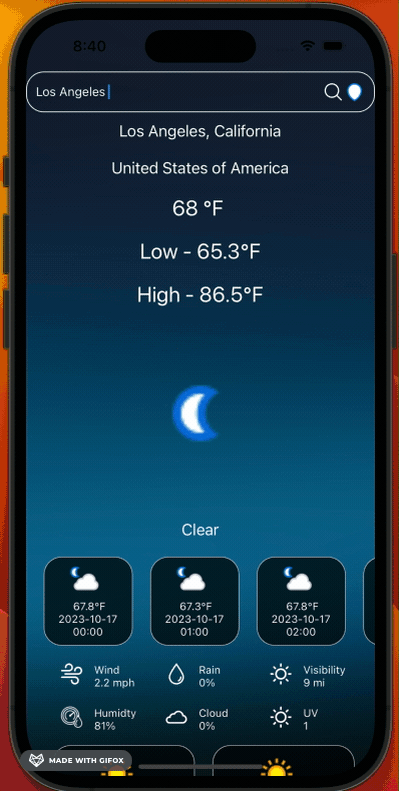 8:40
Los Angeles
Los Angeles, California
United States of America
68 °F
Low - 65.3°F
High - 86.5°F
Clear
67.8°F 67.3°F 67.8°F
2023-10-17 2023-10-17 2023-10-17
00:00 01:00 02:00
Wind Rain Visibility
2.2 mph 0% 9 mi
Humidty Cloud UV
81% 0% 1
MADE WITH GIFOX